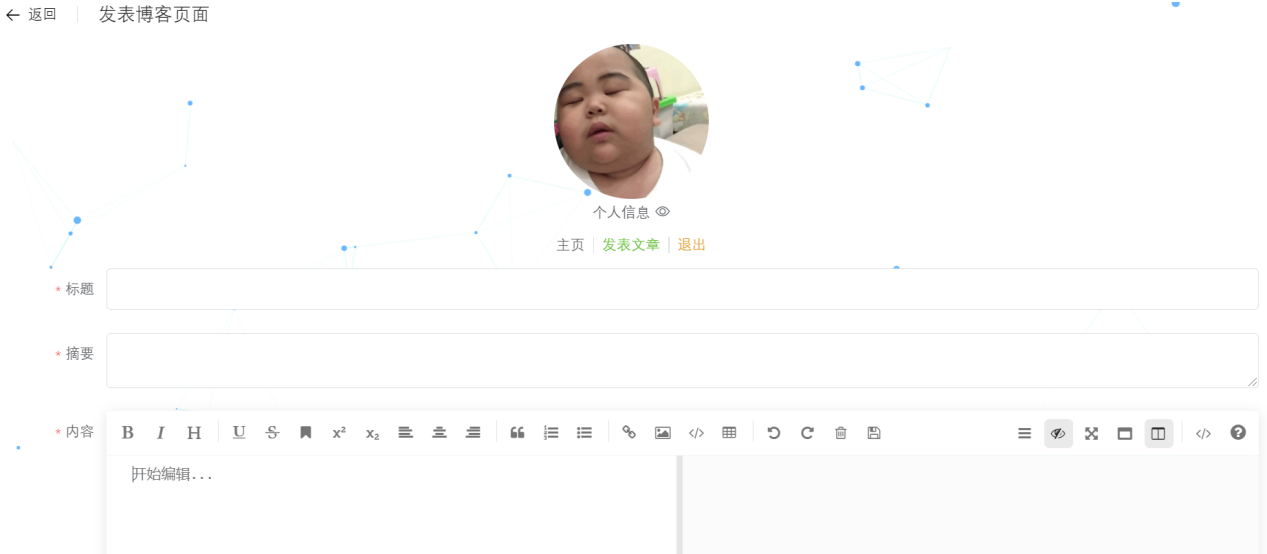 返回 发表博客页面
个人信息
主页 发表文章 退出
* 标题
* 摘要
* 内容 B I H U S x² x₂
开始编辑...